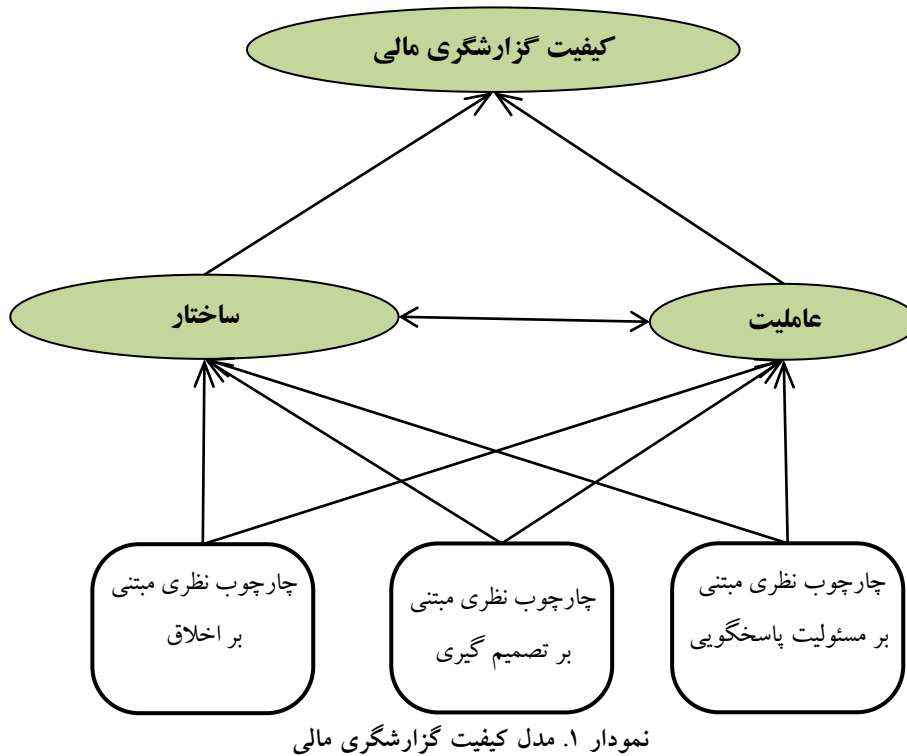 کیفیت گزارشگری مالی
عاملیت
ساختار
چارچوب نظری مبتنی
بر مسئولیت پاسخگویی
چارچوب نظری مبتنی
بر تصمیم گیری
چارچوب نظری مبتنی
بر اخلاق
نمودار ۱. مدل کیفیت گزارشگری مالی